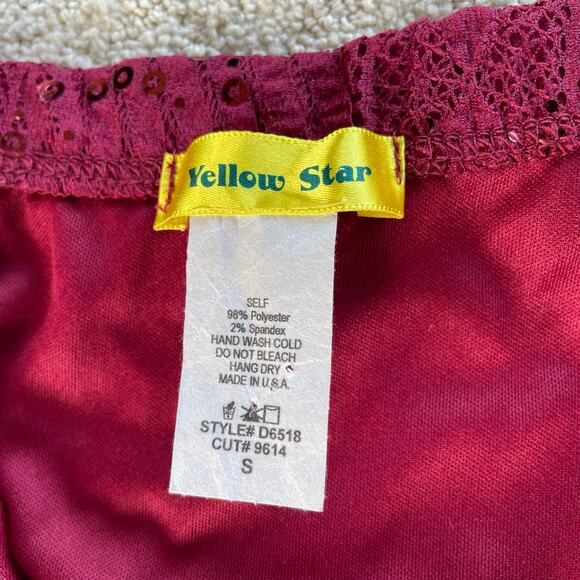 Yellow Star
SELF
98% Polyester
2% Spandex
HAND WASH COLD
DO NOT BLEACH
HANG DRY
MADE IN U.S.A.
STYLE# D6518
CUT# 9614
S